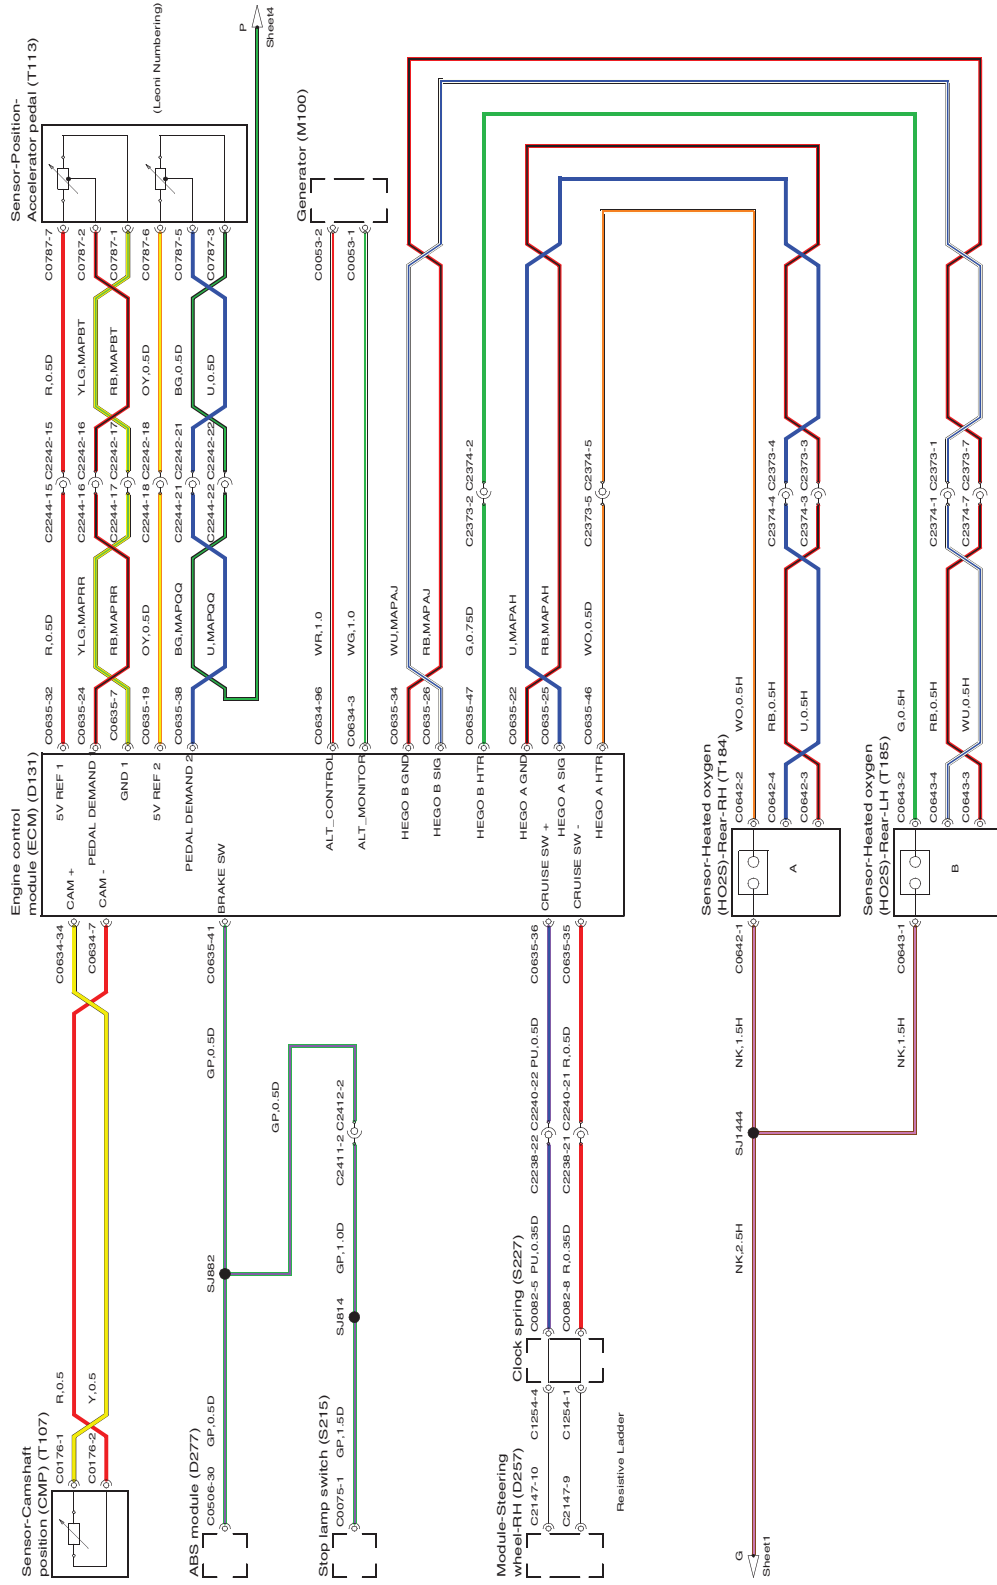 Sensor-Camshaft
position (CMP) (T107)
C0176-1
C0176-2
R,0.5
Y,0.5
C0634-34
C0634-7
Engine control
module (ECM) (D131)
CAM +
CAM -
5V REF 1
PEDAL DEMAND 1
GND 1
5V REF 2
PEDAL DEMAND 2
BRAKE SW
C0635-32
C0635-24
C0635-7
C0635-19
C0635-38
R,0.5D
YLG,MAPRR
RB,MAPRR
OY,0.5D
BG,MAPQQ
U,MAPQQ
C2244-15
C2244-16
C2244-17
C2244-18
C2244-21
C2244-22
C2242-15
C2242-16
C2242-17
C2242-18
C2242-21
C2242-22
R,0.5D
YLG,MAPBT
RB,MAPBT
OY,0.5D
BG,0.5D
U,0.5D
C0787-7
C0787-2
C0787-1
C0787-6
C0787-5
C0787-3
Sensor-Position-
Accelerator pedal (T113)
(Leoni Numbering)
P
Sheet4
ABS module (D277)
C0506-30
GP,0.5D
SJ882
GP,0.5D
C0635-41
GP,0.5D
Stop lamp switch (S215)
C0075-1
GP,1.5D
SJ814
GP,1.0D
C2411-2
C2412-2
ALT_CONTROL
ALT_MONITOR
C0634-96
C0634-3
WR,1.0
WG,1.0
C0053-2
C0053-1
Generator (M100)
HEGO B GND
HEGO B SIG
HEGO B HTR
HEGO A GND
HEGO A SIG
HEGO A HTR
C0635-34
C0635-26
C0635-47
C0635-22
C0635-25
C0635-46
WU,MAPAJ
RB,MAPAJ
G,0.75D
U,MAPAH
RB,MAPAH
WO,0.5D
C2373-2
C2374-2
C2373-5
C2374-5
CRUISE SW +
CRUISE SW -
C0635-36
C0635-35
PU,0.5D
R,0.5D
C2240-22
C2240-21
C2238-22
C2238-21
PU,0.35D
R,0.35D
C0082-5
C0082-8
Clock spring (S227)
C1254-4
C1254-1
C2147-10
C2147-9
Module-Steering
wheel-RH (D257)
Resistive Ladder
Sensor-Heated oxygen
(HO2S)-Rear-RH (T184)
A
C0642-2
C0642-4
C0642-3
WO,0.5H
RB,0.5H
U,0.5H
C2374-4
C2374-3
C2373-4
C2373-3
C0642-1
NK,1.5H
SJ1444
NK,2.5H
G
Sheet1
Sensor-Heated oxygen
(HO2S)-Rear-LH (T185)
B
C0643-2
C0643-4
C0643-3
G,0.5H
RB,0.5H
WU,0.5H
C2374-1
C2374-7
C2373-1
C2373-7
C0643-1
NK,1.5H